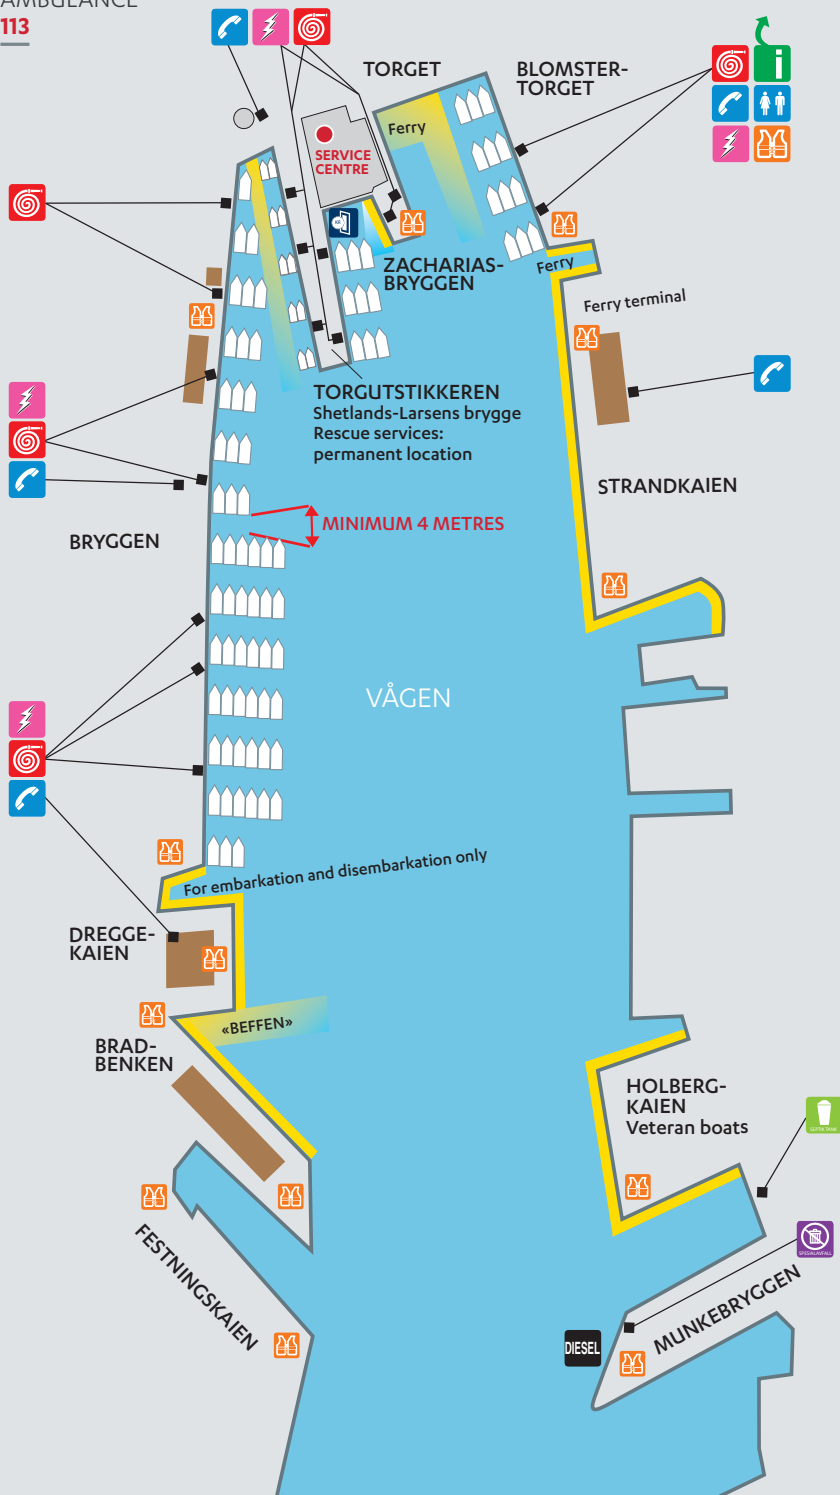 AMBULANCE
113
TORGET
BLOMSTER-
TORGET
Ferry
SERVICE
CENTRE
ZACHARIAS-
BRYGGEN
Ferry
Ferry terminal
TORGUTSTIKKEREN
Shetlands-Larsens brygge
Rescue services:
permanent location
STRANDKAIEN
MINIMUM 4 METRES
BRYGGEN
VÅGEN
For embarkation and disembarkation only
DREGGE-
KAIEN
«BEFFEN»
BRAD-
BENKEN
HOLBERG-
KAIEN
Veteran boats
SEPTIKTANK
FESTNINGSKAIEN
SPESIALAVFALL
MUNKEBRYGGEN
DIESEL